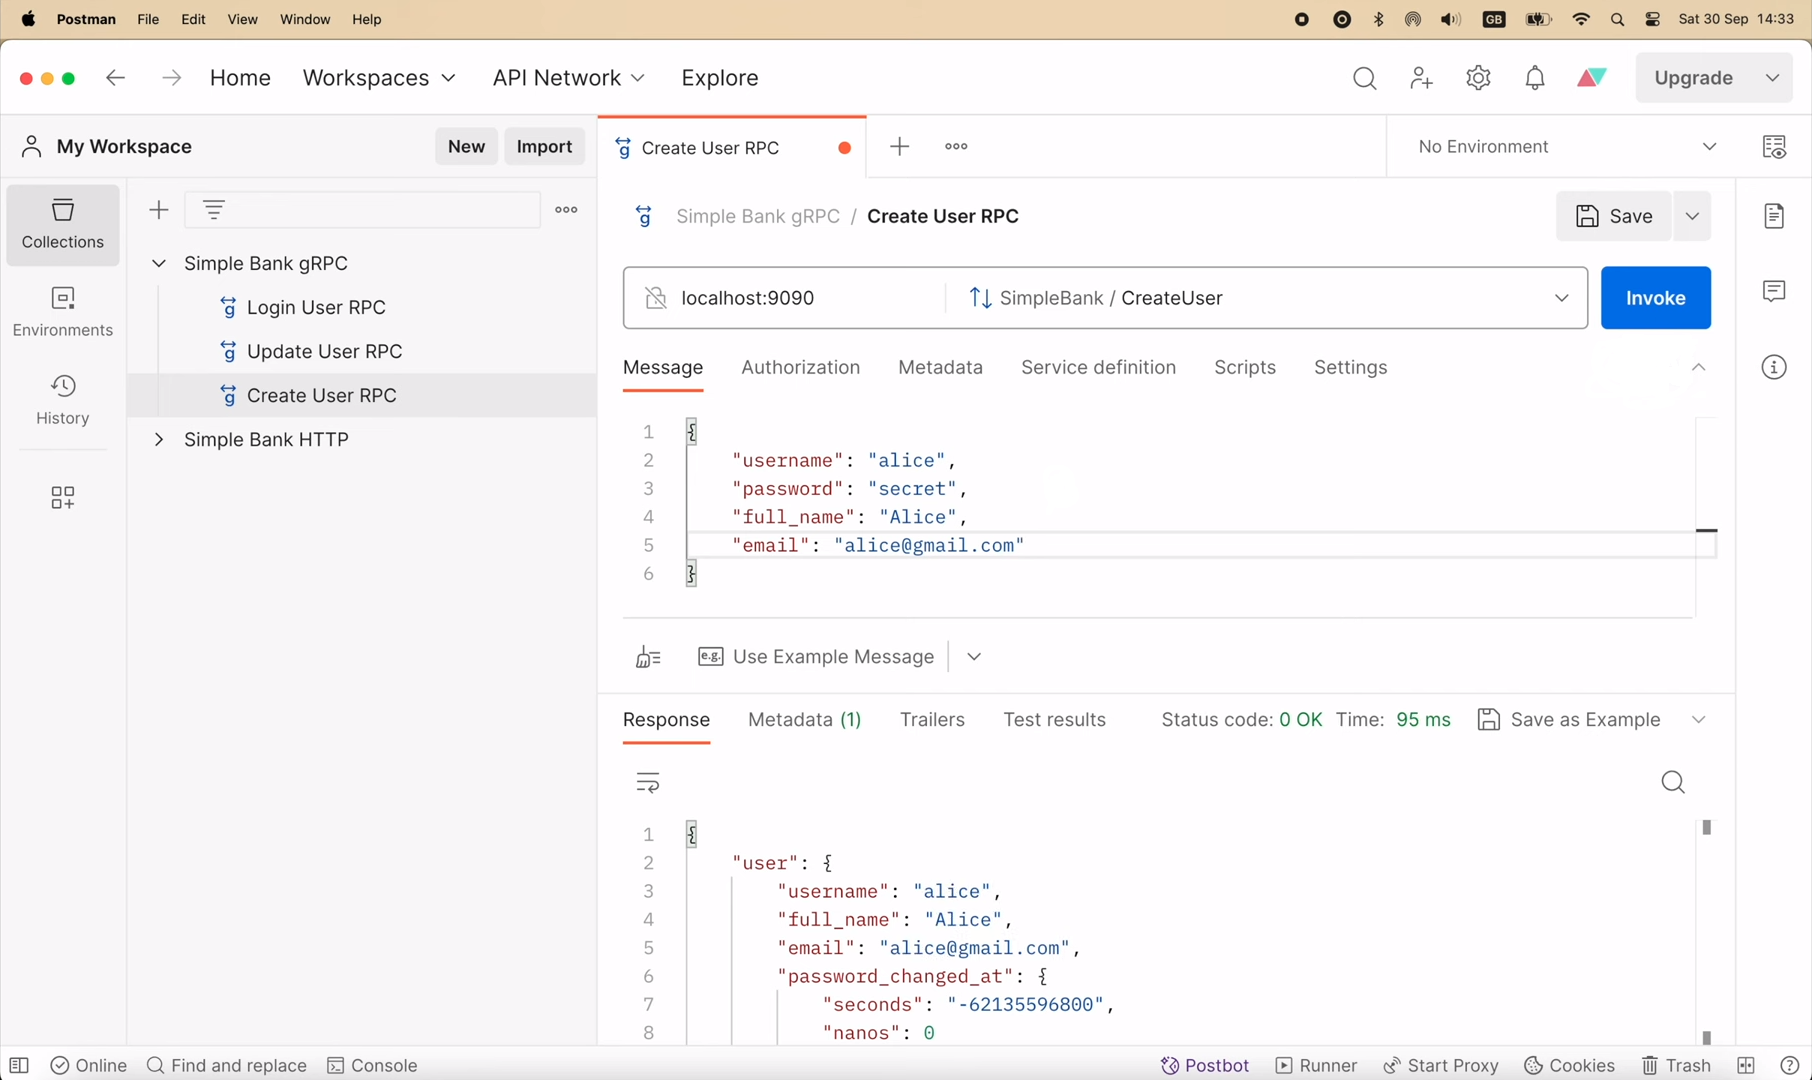 Postman File Edit View Window Help GB Sat 30 Sep 14:33
Home Workspaces API Network Explore Upgrade
My Workspace New Import
Create User RPC No Environment
Collections
Environments
History
Simple Bank gRPC
Login User RPC
Update User RPC
Create User RPC
Simple Bank HTTP
Simple Bank gRPC / Create User RPC Save
localhost:9090 SimpleBank / CreateUser Invoke
Message Authorization Metadata Service definition Scripts Settings
1 {
2 "username": "alice",
3 "password": "secret",
4 "full_name": "Alice",
5 "email": "alice@gmail.com"
6 }
e.g. Use Example Message
Response Metadata (1) Trailers Test results Status code: 0 OK Time: 95 ms Save as Example
1 {
2 "user": {
3 "username": "alice",
4 "full_name": "Alice",
5 "email": "alice@gmail.com",
6 "password_changed_at": {
7 "seconds": "-62135596800",
8 "nanos": 0
Online Find and replace Console Postbot Runner Start Proxy Cookies Trash